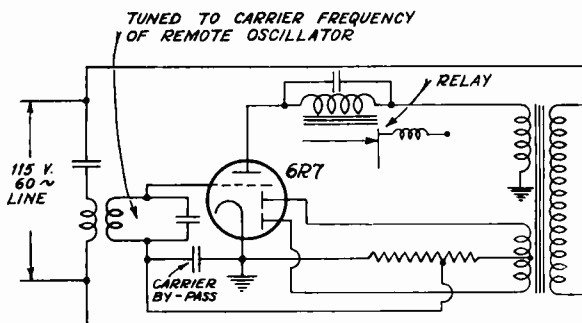 TUNED TO CARRIER FREQUENCY
OF REMOTE OSCILLATOR
RELAY
6R7
115 V.
60 ~
LINE
CARRIER
BY-PASS